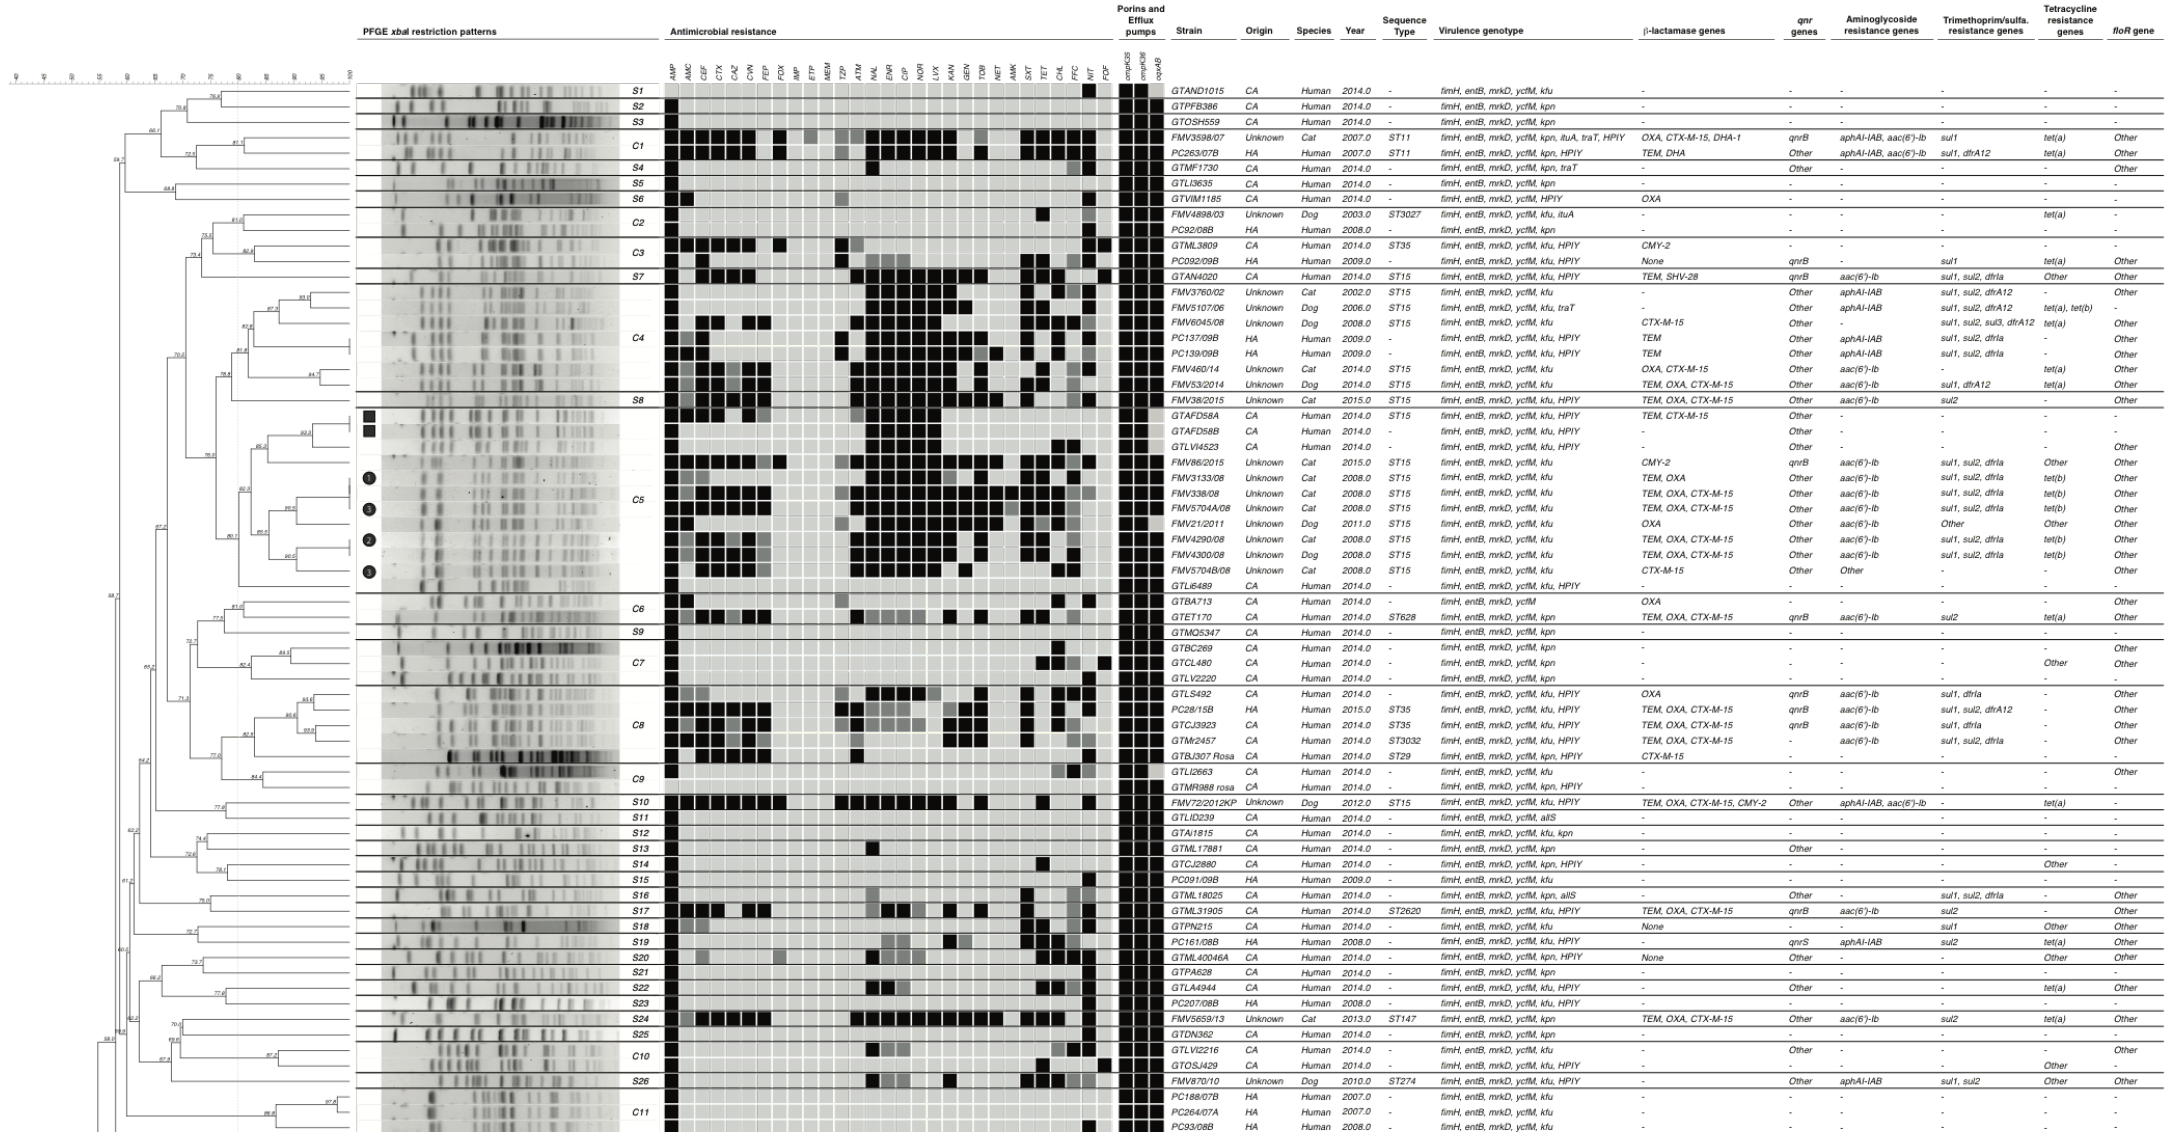 Porins and Efflux pumps
Sequence Type
qnr genes
Aminoglycoside resistance genes
Trimethoprim/sulfa. resistance genes
Tetracycline resistance genes
PFGE xbaI restriction patterns
Antimicrobial resistance
Strain Origin Species Year Virulence genotype β-lactamase genes floR gene
AMP AMC CEF CTX CAZ CVN FEP FOX IMP ETP MEM TZP ATM NAL ENR CIP NOR LVX KAN GEN TOB NET AMK SXT TET CHL FFC NIT FOF ompK35 ompK36 oqxAB
S1 GTAND1015 CA Human 2014.0 - fimH, entB, mrkD, ycfM, kfu - - - - - -
S2 GTPFB386 CA Human 2014.0 - fimH, entB, mrkD, ycfM, kpn - - - - - -
S3 GTOSH559 CA Human 2014.0 - fimH, entB, mrkD, ycfM, kpn - - - - - -
C1 FMV3598/07 Unknown Cat 2007.0 ST11 fimH, entB, mrkD, ycfM, kpn, ituA, traT, HPIY OXA, CTX-M-15, DHA-1 qnrB aphAI-IAB, aac(6')-Ib sul1 tet(a) Other
PC263/07B HA Human 2007.0 ST11 fimH, entB, mrkD, ycfM, kpn, HPIY TEM, DHA Other aphAI-IAB, aac(6')-Ib sul1, dfrA12 tet(a) Other
S4 GTMF1730 CA Human 2014.0 - fimH, entB, mrkD, ycfM, kpn, traT - Other - - - Other
S5 GTLI3635 CA Human 2014.0 - fimH, entB, mrkD, ycfM, kpn - - - - - -
S6 GTVIM1185 CA Human 2014.0 - fimH, entB, mrkD, ycfM, HPIY OXA - - - - -
C2 FMV4898/03 Unknown Dog 2003.0 ST3027 fimH, entB, mrkD, ycfM, kfu, ituA - - - - tet(a) -
PC92/08B HA Human 2008.0 - fimH, entB, mrkD, ycfM, kpn - - - - - -
C3 GTML3809 CA Human 2014.0 ST35 fimH, entB, mrkD, ycfM, kfu, HPIY CMY-2 - - - - -
PC092/09B HA Human 2009.0 - fimH, entB, mrkD, ycfM, kfu, HPIY None qnrB - sul1 tet(a) Other
S7 GTAN4020 CA Human 2014.0 ST15 fimH, entB, mrkD, ycfM, kfu, HPIY TEM, SHV-28 qnrB aac(6')-Ib sul1, sul2, dfrIa Other Other
FMV3760/02 Unknown Cat 2002.0 ST15 fimH, entB, mrkD, ycfM, kfu - Other aphAI-IAB sul1, sul2, dfrA12 - Other
FMV5107/06 Unknown Dog 2006.0 ST15 fimH, entB, mrkD, ycfM, kfu, traT - Other aphAI-IAB sul1, sul2, dfrA12 tet(a), tet(b) -
FMV6045/08 Unknown Dog 2008.0 ST15 fimH, entB, mrkD, ycfM, kfu CTX-M-15 Other - sul1, sul2, sul3, dfrA12 tet(a) Other
C4 PC137/09B HA Human 2009.0 - fimH, entB, mrkD, ycfM, kfu, HPIY TEM Other aphAI-IAB sul1, sul2, dfrIa - Other
PC139/09B HA Human 2009.0 - fimH, entB, mrkD, ycfM, kfu, HPIY TEM Other aphAI-IAB sul1, sul2, dfrIa - Other
FMV460/14 Unknown Cat 2014.0 ST15 fimH, entB, mrkD, ycfM, kfu OXA, CTX-M-15 Other aac(6')-Ib - tet(a) Other
FMV53/2014 Unknown Dog 2014.0 ST15 fimH, entB, mrkD, ycfM, kfu TEM, OXA, CTX-M-15 Other aac(6')-Ib sul1, dfrA12 tet(a) Other
S8 FMV38/2015 Unknown Cat 2015.0 ST15 fimH, entB, mrkD, ycfM, kfu, HPIY TEM, OXA, CTX-M-15 Other aac(6')-Ib sul2 - Other
GTAFD58A CA Human 2014.0 ST15 fimH, entB, mrkD, ycfM, kfu, HPIY TEM, CTX-M-15 Other - - - -
GTAFD58B CA Human 2014.0 - fimH, entB, mrkD, ycfM, kfu, HPIY - Other - - - -
GTLVI4523 CA Human 2014.0 - fimH, entB, mrkD, ycfM, kfu, HPIY - Other - - - Other
FMV86/2015 Unknown Cat 2015.0 ST15 fimH, entB, mrkD, ycfM, kfu CMY-2 qnrB aac(6')-Ib sul1, sul2, dfrIa Other Other
1 FMV3133/08 Unknown Cat 2008.0 ST15 fimH, entB, mrkD, ycfM, kfu TEM, OXA Other aac(6')-Ib sul1, sul2, dfrIa tet(b) Other
C5 FMV338/08 Unknown Cat 2008.0 ST15 fimH, entB, mrkD, ycfM, kfu TEM, OXA, CTX-M-15 Other aac(6')-Ib sul1, sul2, dfrIa tet(b) Other
3 FMV5704A/08 Unknown Cat 2008.0 ST15 fimH, entB, mrkD, ycfM, kfu TEM, OXA, CTX-M-15 Other aac(6')-Ib sul1, sul2, dfrIa tet(b) Other
FMV21/2011 Unknown Dog 2011.0 ST15 fimH, entB, mrkD, ycfM, kfu OXA Other aac(6')-Ib Other Other Other
2 FMV4290/08 Unknown Cat 2008.0 ST15 fimH, entB, mrkD, ycfM, kfu TEM, OXA, CTX-M-15 Other aac(6')-Ib sul1, sul2, dfrIa tet(b) Other
FMV4300/08 Unknown Dog 2008.0 ST15 fimH, entB, mrkD, ycfM, kfu TEM, OXA, CTX-M-15 Other aac(6')-Ib sul1, sul2, dfrIa tet(b) Other
3 FMV5704B/08 Unknown Cat 2008.0 ST15 fimH, entB, mrkD, ycfM, kfu CTX-M-15 Other Other - - Other
GTLi6489 CA Human 2014.0 - fimH, entB, mrkD, ycfM, kfu, HPIY - - - - - -
C6 GTBA713 CA Human 2014.0 - fimH, entB, mrkD, ycfM OXA - - - - Other
GTET170 CA Human 2014.0 ST628 fimH, entB, mrkD, ycfM, kpn TEM, OXA, CTX-M-15 qnrB aac(6')-Ib sul2 tet(a) Other
S9 GTMQ5347 CA Human 2014.0 - fimH, entB, mrkD, ycfM, kpn - - - - - -
GTBC269 CA Human 2014.0 - fimH, entB, mrkD, ycfM, kpn - - - - - Other
C7 GTCL480 CA Human 2014.0 - fimH, entB, mrkD, ycfM, kpn - - - - Other Other
GTLV2220 CA Human 2014.0 - fimH, entB, mrkD, ycfM, kpn - - - - - -
GTLS492 CA Human 2014.0 - fimH, entB, mrkD, ycfM, kfu, HPIY OXA qnrB aac(6')-Ib sul1, dfrIa - Other
PC28/15B HA Human 2015.0 ST35 fimH, entB, mrkD, ycfM, kfu, HPIY TEM, OXA, CTX-M-15 qnrB aac(6')-Ib sul1, sul2, dfrA12 - Other
C8 GTCJ3923 CA Human 2014.0 ST35 fimH, entB, mrkD, ycfM, kfu, HPIY TEM, OXA, CTX-M-15 qnrB aac(6')-Ib sul1, dfrIa - Other
GTMr2457 CA Human 2014.0 ST3032 fimH, entB, mrkD, ycfM, kfu, HPIY TEM, OXA, CTX-M-15 - aac(6')-Ib sul1, sul2, dfrIa - Other
GTBJ307 Rosa CA Human 2014.0 ST29 fimH, entB, mrkD, ycfM, kpn, HPIY CTX-M-15 - - - - -
C9 GTLI2663 CA Human 2014.0 - fimH, entB, mrkD, ycfM, kfu - - - - - Other
GTMR988 rosa CA Human 2014.0 - fimH, entB, mrkD, ycfM, kpn, HPIY - - - - - -
S10 FMV72/2012KP Unknown Dog 2012.0 ST15 fimH, entB, mrkD, ycfM, kfu, HPIY TEM, OXA, CTX-M-15, CMY-2 Other aphAI-IAB, aac(6')-Ib - tet(a) -
S11 GTLID239 CA Human 2014.0 - fimH, entB, mrkD, ycfM, allS - - - - - -
S12 GTAi1815 CA Human 2014.0 - fimH, entB, mrkD, ycfM, kfu, kpn - - - - - -
S13 GTML17881 CA Human 2014.0 - fimH, entB, mrkD, ycfM, kpn - Other - - - -
S14 GTCJ2880 CA Human 2014.0 - fimH, entB, mrkD, ycfM, kpn, HPIY - - - - Other -
S15 PC091/09B HA Human 2009.0 - fimH, entB, mrkD, ycfM, kfu - - - - - -
S16 GTML18025 CA Human 2014.0 - fimH, entB, mrkD, ycfM, kpn, allS - Other - sul1, sul2, dfrIa - Other
S17 GTML31905 CA Human 2014.0 ST2620 fimH, entB, mrkD, ycfM, kfu, HPIY TEM, OXA, CTX-M-15 qnrB aac(6')-Ib sul2 - Other
S18 GTPN215 CA Human 2014.0 - fimH, entB, mrkD, ycfM, kfu None - - sul1 Other Other
S19 PC161/08B HA Human 2008.0 - fimH, entB, mrkD, ycfM, kfu, HPIY - qnrS aphAI-IAB sul2 tet(a) Other
S20 GTML40046A CA Human 2014.0 - fimH, entB, mrkD, ycfM, kpn, HPIY None Other - - Other Other
S21 GTPA628 CA Human 2014.0 - fimH, entB, mrkD, ycfM, kpn - - - - - -
S22 GTLA4944 CA Human 2014.0 - fimH, entB, mrkD, ycfM, kfu, HPIY - Other - - tet(a) Other
S23 PC207/08B HA Human 2008.0 - fimH, entB, mrkD, ycfM, kfu, HPIY - - - - - -
S24 FMV5659/13 Unknown Cat 2013.0 ST147 fimH, entB, mrkD, ycfM, kpn TEM, OXA, CTX-M-15 Other aac(6')-Ib sul2 tet(a) Other
S25 GTDN362 CA Human 2014.0 - fimH, entB, mrkD, ycfM, kpn - - - - - -
C10 GTLVI2216 CA Human 2014.0 - fimH, entB, mrkD, ycfM, kfu - Other - - - Other
GTOSJ429 CA Human 2014.0 - fimH, entB, mrkD, ycfM, kfu, HPIY - - - - Other -
S26 FMV870/10 Unknown Dog 2010.0 ST274 fimH, entB, mrkD, ycfM, kfu, HPIY - Other aphAI-IAB sul1, sul2 Other Other
PC188/07B HA Human 2007.0 - fimH, entB, mrkD, ycfM, kfu - - - - - -
C11 PC264/07A HA Human 2007.0 - fimH, entB, mrkD, ycfM, kfu - - - - - -
PC93/08B HA Human 2008.0 - fimH, entB, mrkD, ycfM, kfu - - - - - -